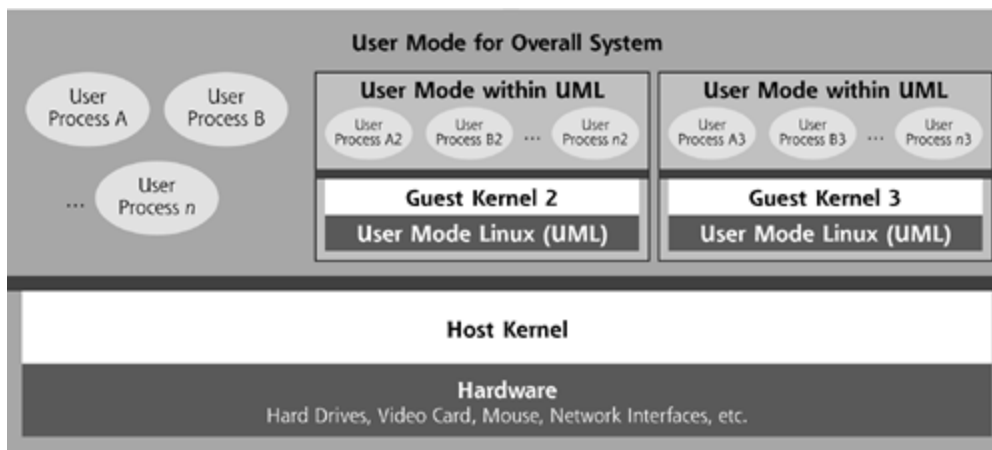 User Mode for Overall System
User
Process A
User
Process B
...
User
Process n
User Mode within UML
User
Process A2
User
Process B2
...
User
Process n2
Guest Kernel 2
User Mode Linux (UML)
User Mode within UML
User
Process A3
User
Process B3
...
User
Process n3
Guest Kernel 3
User Mode Linux (UML)
Host Kernel
Hardware
Hard Drives, Video Card, Mouse, Network Interfaces, etc.